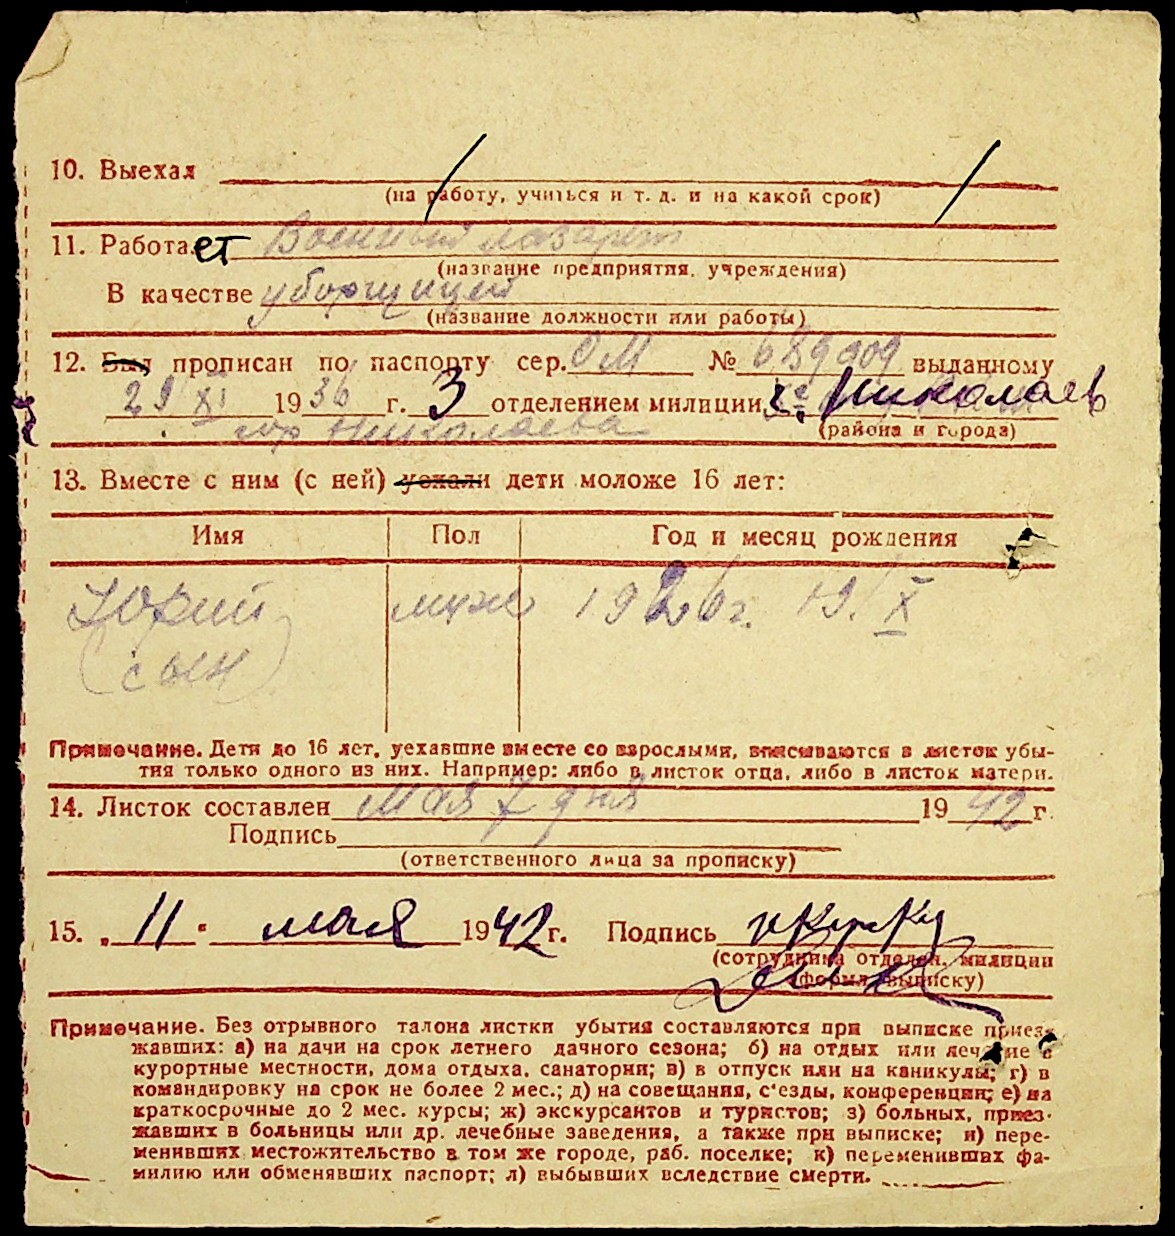 10. Выехал
(на работу, учиться и т. д. и на какой срок)
11. Работает Военный лазарет
(название предприятия, учреждения)
В качестве уборщицей
(название должности или работы)
12. Был прописан по паспорту сер. ОМ № 689909 выданному
29 XI 1936 г. 3 отделением милиции, г. Николаев
гор Николаева (района и города)
13. Вместе с ним (с ней) уехали дети моложе 16 лет:
Имя Пол Год и месяц рождения
Юрий муж 1926 г. 19/X
(сын)
Примечание. Дети до 16 лет, уехавшие вместе со взрослыми, вписываются в листок убы-
тия только одного из них. Например: либо в листок отца, либо в листок матери.
14. Листок составлен Мая 7 дня 1942 г.
Подпись
(ответственного лица за прописку)
15. „11" мая 1942 г. Подпись
(сотрудника отделен. милиции
оформл. выписку)
Примечание. Без отрывного талона листки убытия составляются при выписке приез-
жавших: а) на дачи на срок летнего дачного сезона; б) на отдых или лечение в
курортные местности, дома отдыха, санатории; в) в отпуск или на каникулы; г) в
командировку на срок не более 2 мес.; д) на совещания, с'езды, конференции; е) на
краткосрочные до 2 мес. курсы; ж) экскурсантов и туристов; з) больных, приез-
жавших в больницы или др. лечебные заведения, а также при выписке; и) пере-
менивших местожительство в том же городе, раб. поселке; к) переменивших фа-
милию или обменявших паспорт; л) выбывших вследствие смерти.